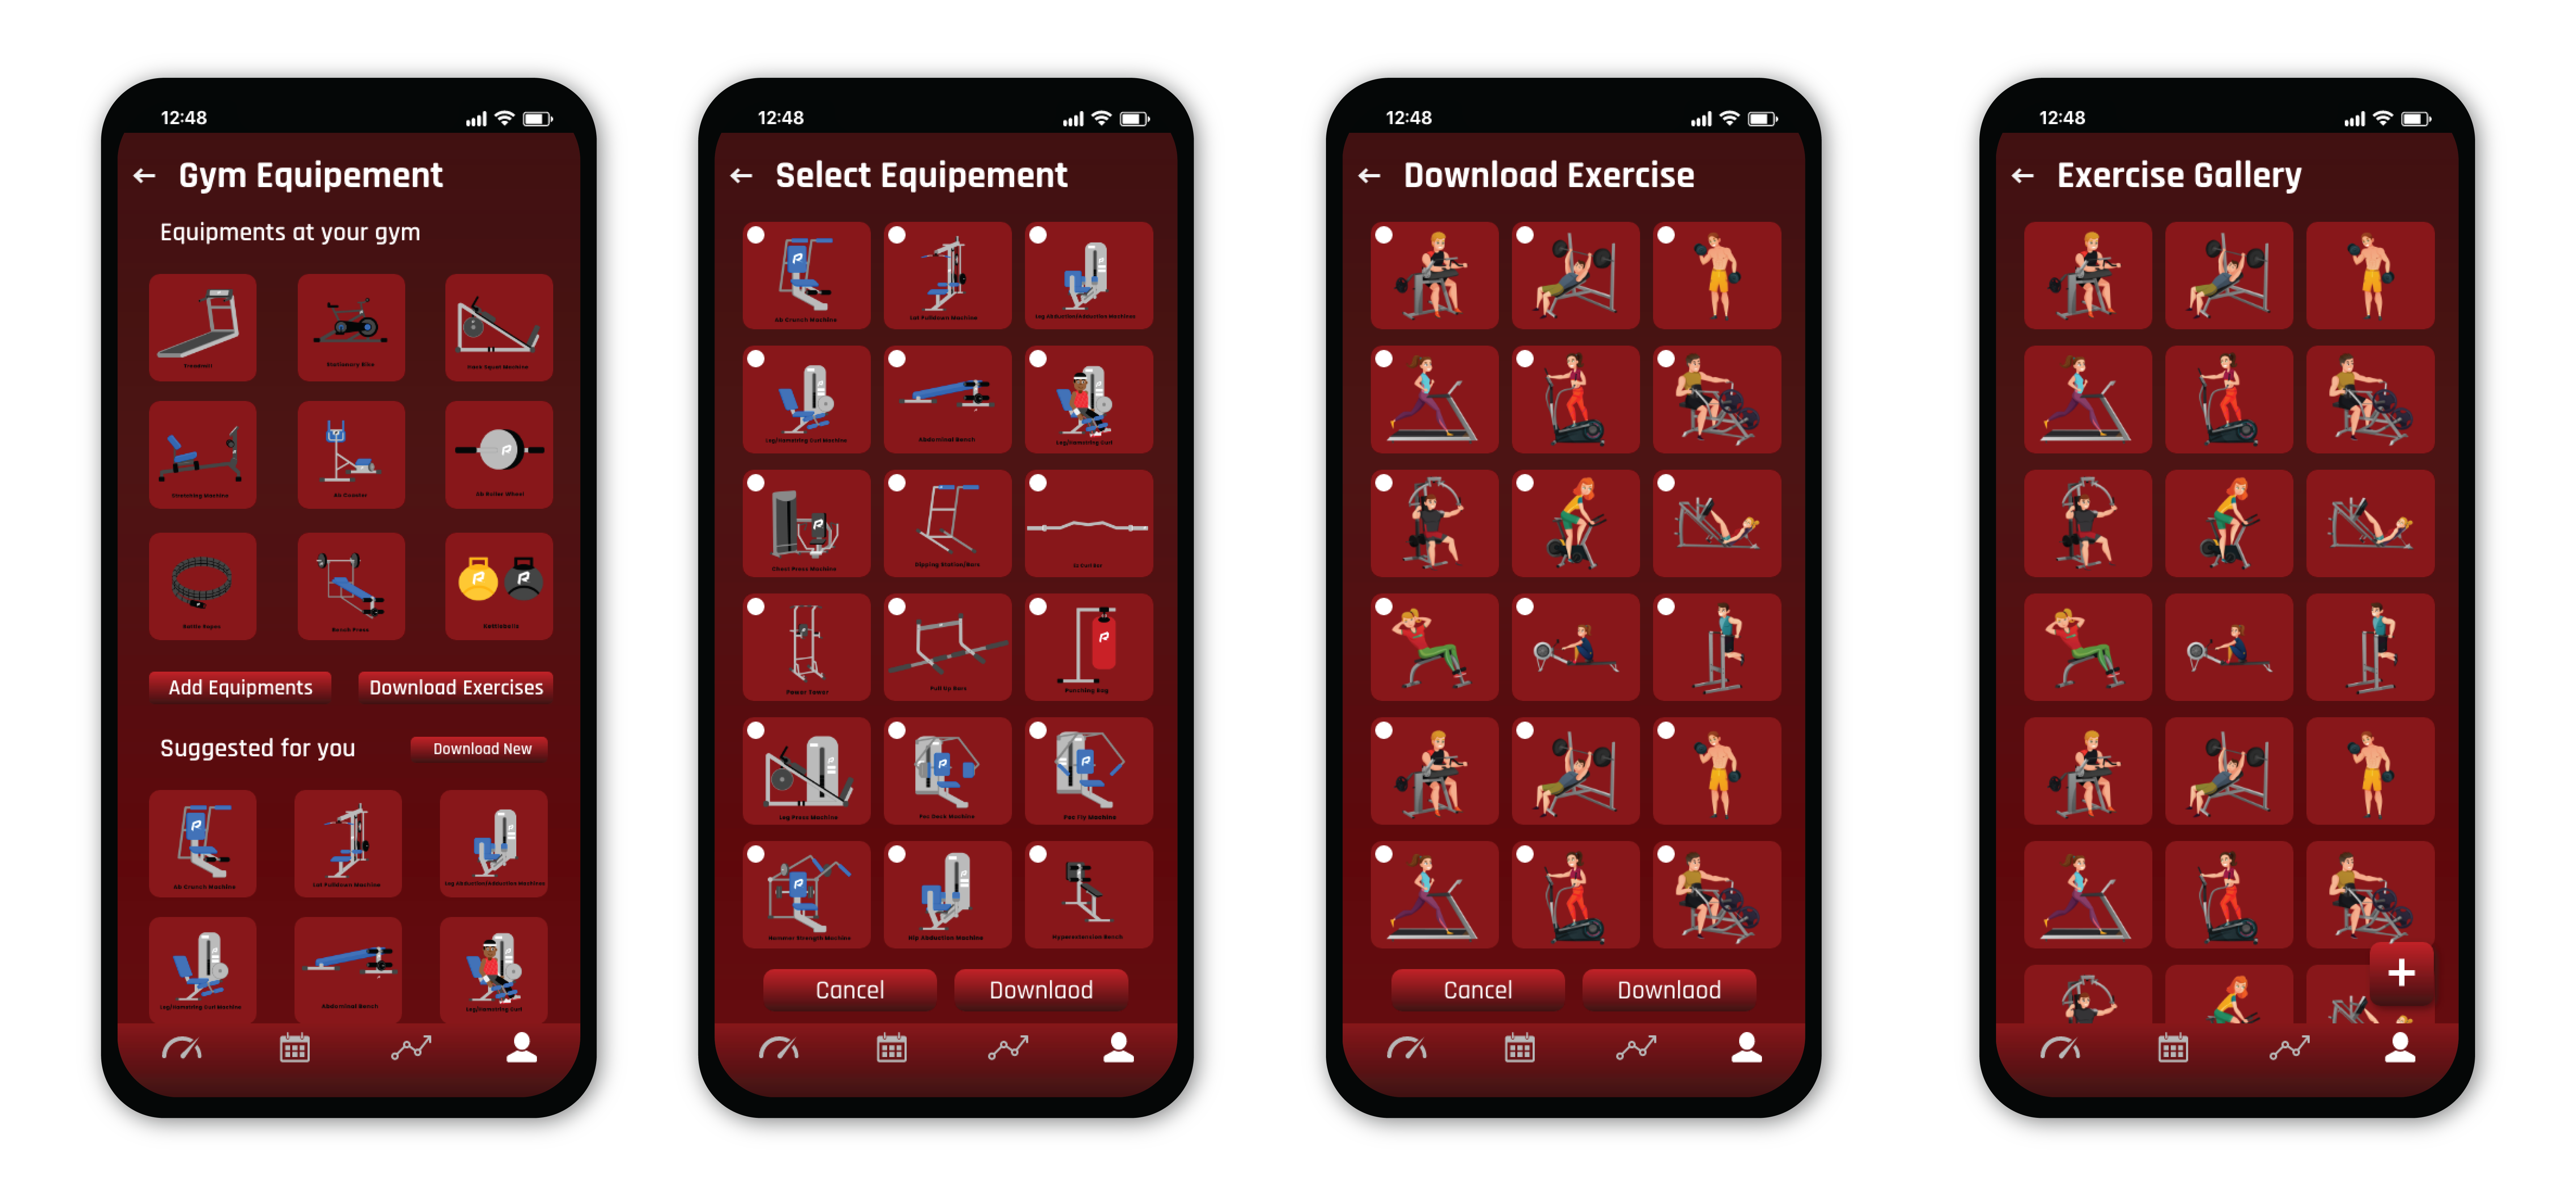 12:48
Gym Equipement
Equipments at your gym
Treadmill
Stationary Bike
Hack Squat Machine
Stretching Machine
Ab Coaster
Ab Roller Wheel
Battle Ropes
Bench Press
Kettlebells
Add Equipments
Download Exercises
Suggested for you
Download New
Ab Crunch Machine
Lat Pulldown Machine
Leg Abduction/Adduction Machines
Leg/Hamstring Curl Machine
Abdominal Bench
Leg/Hamstring Curl
12:48
Select Equipement
Ab Crunch Machine
Lat Pulldown Machine
Leg Abduction/Adduction Machines
Leg/Hamstring Curl Machine
Abdominal Bench
Leg/Hamstring Curl
Chest Press Machine
Dipping Station/Bars
Ez Curl Bar
Power Tower
Pull Up Bars
Punching Bag
Leg Press Machine
Pec Deck Machine
Pec Fly Machine
Hammer Strength Machine
Hip Abduction Machine
Hyperextension Bench
Cancel
Downlaod
12:48
Download Exercise
Cancel
Downlaod
12:48
Exercise Gallery
+